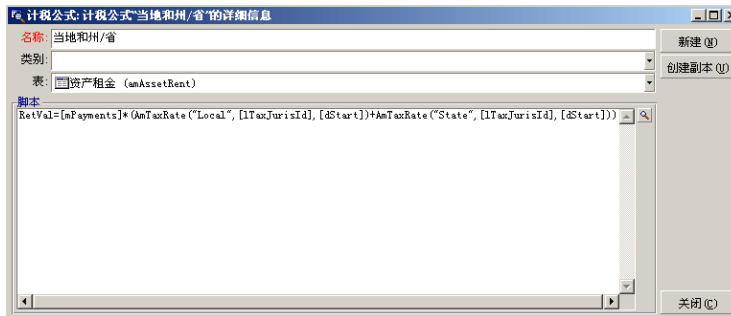 计税公式: 计税公式“当地和州/省”的详细信息
名称: 当地和州/省
新建(N)
类别:
创建副本(U)
表: 资产租金 (amAssetRent)
脚本
RetVal=[mPayments]*(AmTaxRate("Local",[lTaxJurisId],[dStart])+AmTaxRate("State",[lTaxJurisId],[dStart]))
关闭(C)